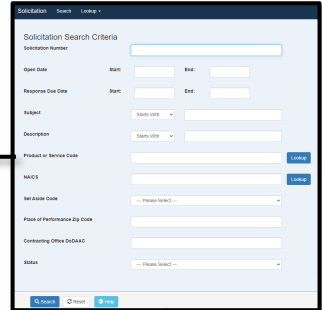 Solicitation Search Lookup
Solicitation Search Criteria
Solicitation Number
Open Date Start: End:
Response Due Date Start: End:
Subject Starts With
Description Starts With
Product or Service Code Lookup
NAICS Lookup
Set Aside Code --- Please Select ---
Place of Performance Zip Code
Contracting Office DoDAAC
Status --- Please Select ---
Search Reset Help